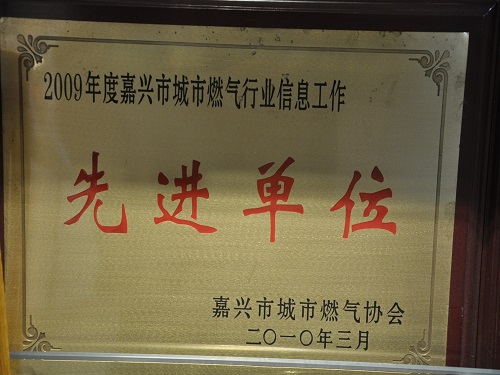 2009年度嘉兴市城市燃气行业信息工作
先进单位
嘉兴市城市燃气协会
二〇一〇年三月